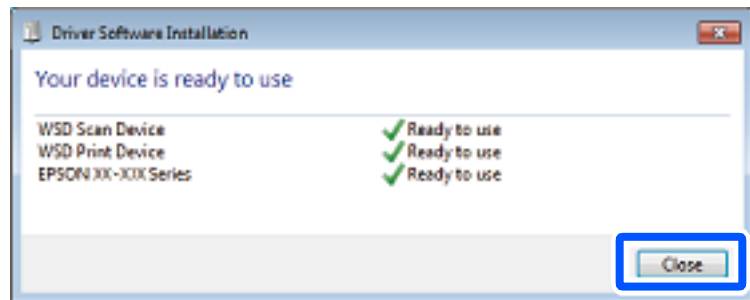 Driver Software Installation
Your device is ready to use
WSD Scan Device Ready to use
WSD Print Device Ready to use
EPSON XX-XXX Series Ready to use
Close